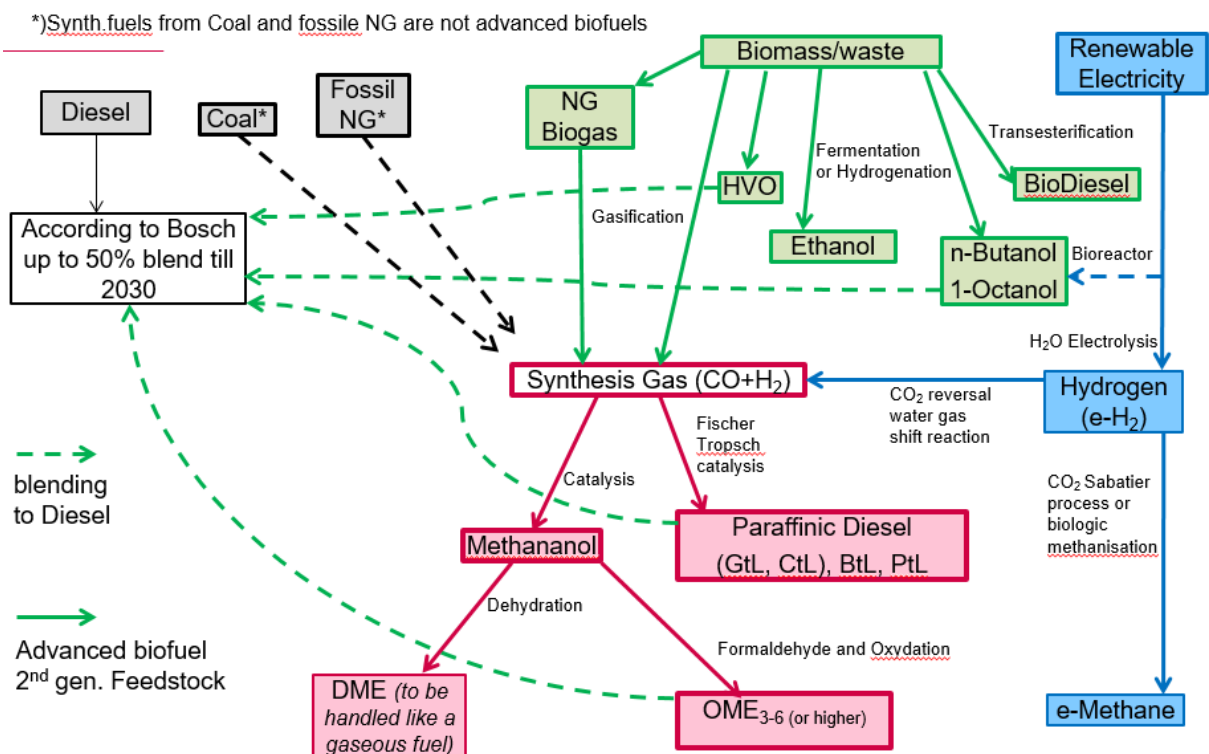 *)Synth.fuels from Coal and fossile NG are not advanced biofuels
Biomass/waste
Renewable
Electricity
Diesel
Coal*
Fossil
NG*
NG
Biogas
Transesterification
Fermentation
or Hydrogenation
HVO
BioDiesel
Gasification
According to Bosch
up to 50% blend till
2030
Ethanol
n-Butanol
1-Octanol
Bioreactor
H₂O Electrolysis
Synthesis Gas (CO+H₂)
Hydrogen
(e-H₂)
CO₂ reversal
water gas
shift reaction
Fischer
Tropsch
catalysis
Catalysis
blending
to Diesel
CO₂ Sabatier
process or
biologic
methanisation
Methananol
Paraffinic Diesel
(GtL, CtL), BtL, PtL
Dehydration
Advanced biofuel
2nd gen. Feedstock
Formaldehyde and Oxydation
DME (to be
handled like a
gaseous fuel)
OME3-6 (or higher)
e-Methane